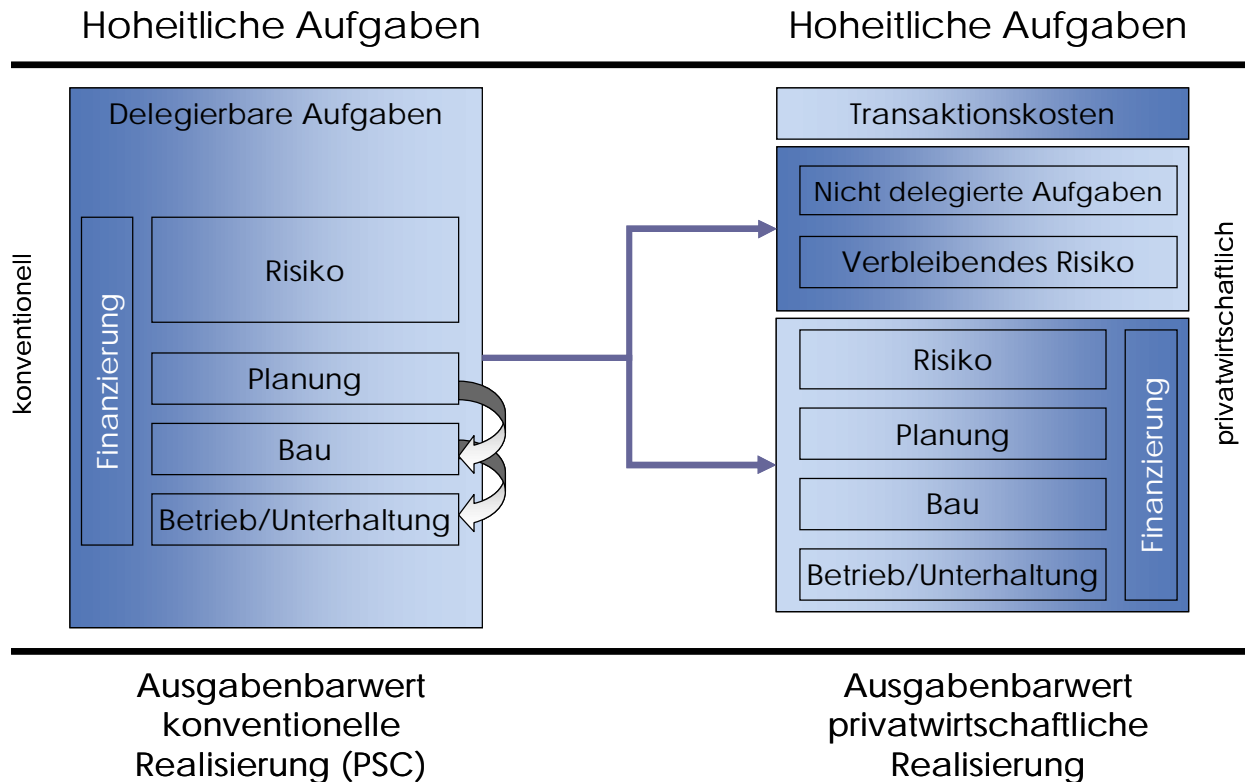 Hoheitliche Aufgaben
Hoheitliche Aufgaben
konventionell
Delegierbare Aufgaben
Finanzierung
Risiko
Planung
Bau
Betrieb/Unterhaltung
Transaktionskosten
Nicht delegierte Aufgaben
Verbleibendes Risiko
Risiko
Planung
Bau
Betrieb/Unterhaltung
Finanzierung
privatwirtschaftlich
Ausgabenbarwert
konventionelle
Realisierung (PSC)
Ausgabenbarwert
privatwirtschaftliche
Realisierung